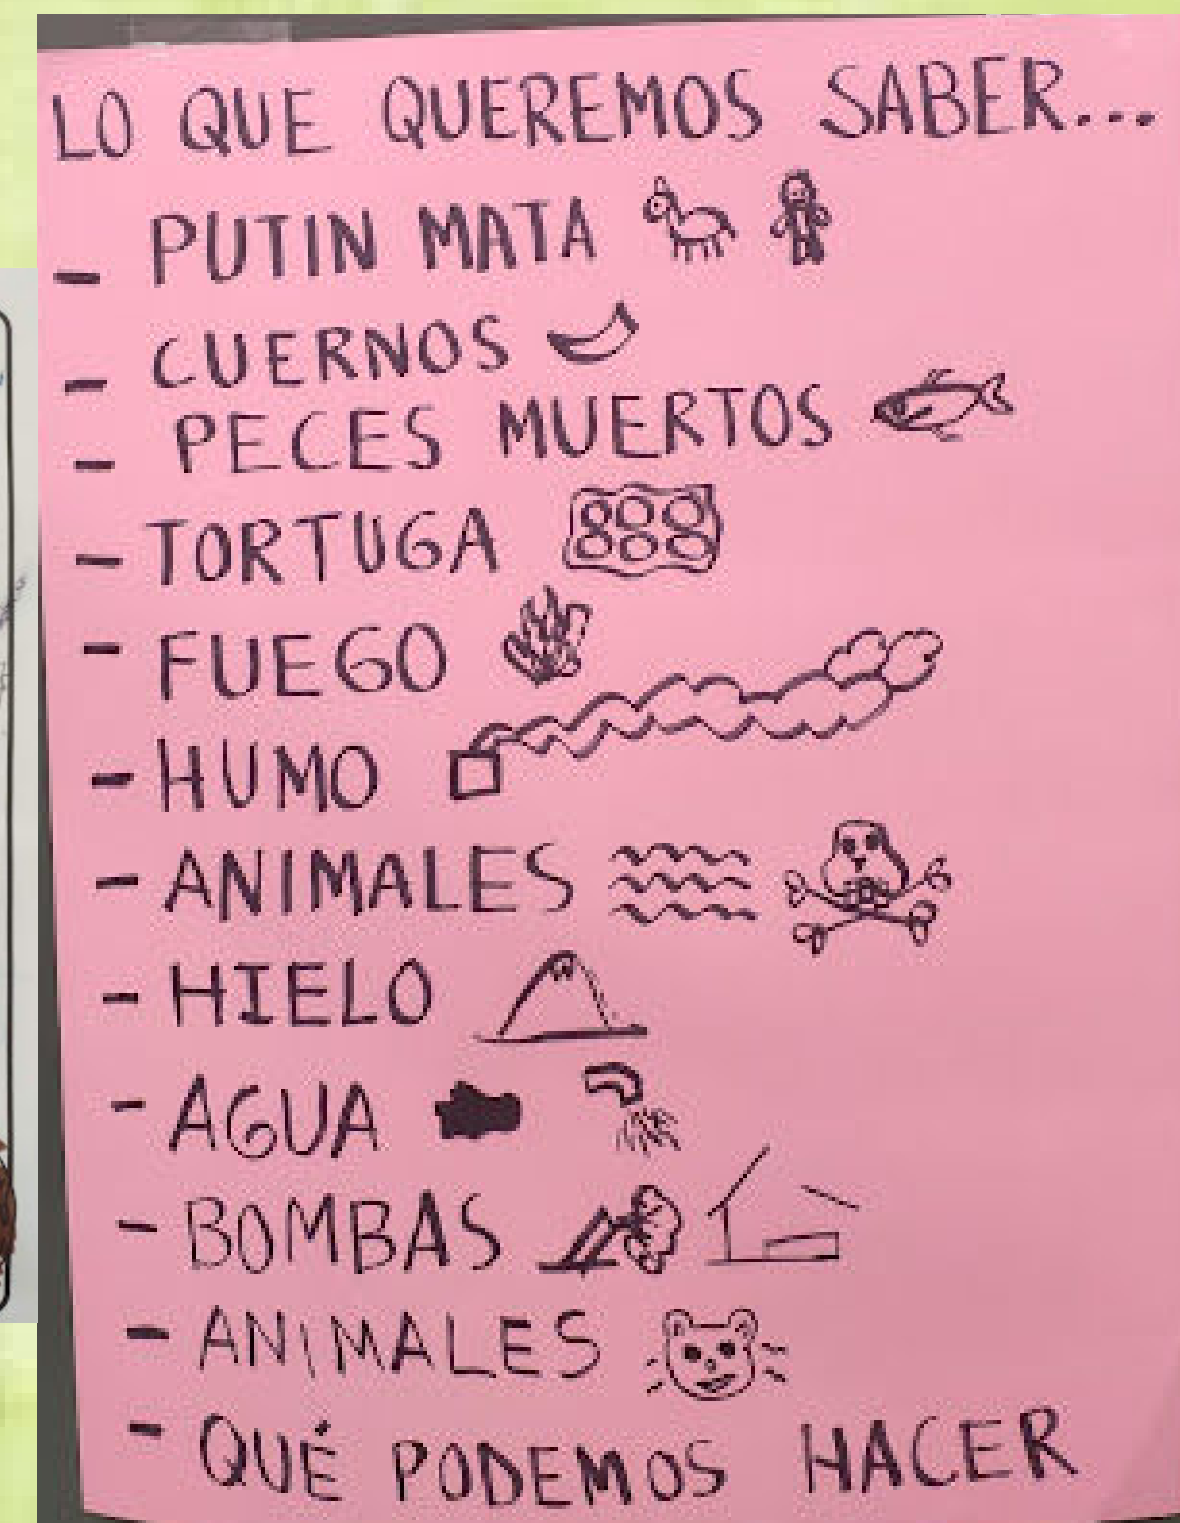 LO QUE QUEREMOS SABER...
- PUTIN MATA
- CUERNOS
- PECES MUERTOS
- TORTUGA
- FUEGO
- HUMO
- ANIMALES
- HIELO
- AGUA
- BOMBAS
- ANIMALES
- QUÉ PODEMOS HACER